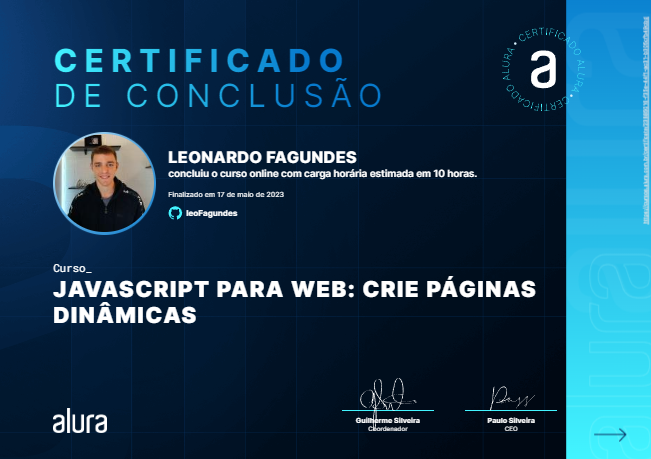 CERTIFICADO
DE CONCLUSÃO
CERTIFICADO ALURA • CERTIFICADO ALURA •
a
LEONARDO FAGUNDES
concluiu o curso online com carga horária estimada em 10 horas.
Finalizado em 17 de maio de 2023
leoFagundes
Curso_
JAVASCRIPT PARA WEB: CRIE PÁGINAS
DINÂMICAS
alura
Guilherme Silveira
Coordenador
Paulo Silveira
CEO
alura